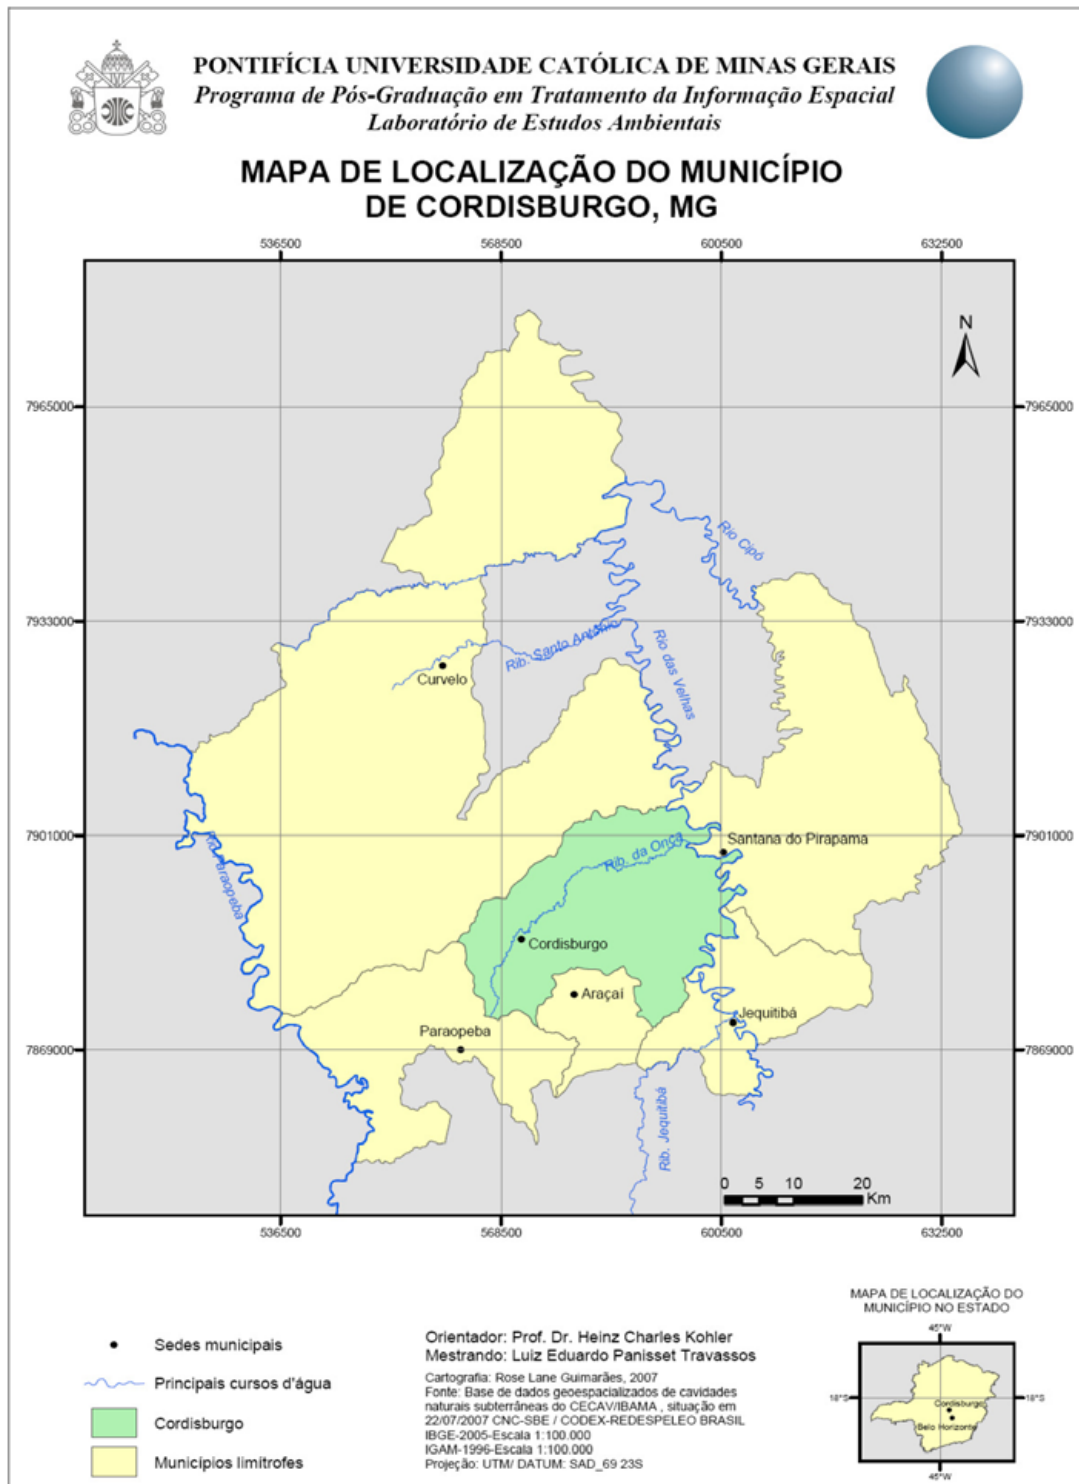 PONTIFÍCIA UNIVERSIDADE CATÓLICA DE MINAS GERAIS
Programa de Pós-Graduação em Tratamento da Informação Espacial
Laboratório de Estudos Ambientais
MAPA DE LOCALIZAÇÃO DO MUNICÍPIO
DE CORDISBURGO, MG
536500 568500 600500 632500
N
7965000 7965000
Rio Cipó
7933000 7933000
Rib. Santo Antônio
Rio das Velhas
Curvelo
7901000 7901000
Santana do Pirapama
Rib. da Onça
Rio Paraopeba
Cordisburgo
Araçaí
Jequitibá
Paraopeba
7869000 7869000
Rib. Jequitibá
0 5 10 20
Km
536500 568500 600500 632500
MAPA DE LOCALIZAÇÃO DO
MUNICÍPIO NO ESTADO
45°W
18°S 18°S
Cordisburgo
Belo Horizonte
45°W
Sedes municipais
Principais cursos d'água
Cordisburgo
Municípios limítrofes
Orientador: Prof. Dr. Heinz Charles Kohler
Mestrando: Luiz Eduardo Panisset Travassos
Cartografia: Rose Lane Guimarães, 2007
Fonte: Base de dados geoespacializados de cavidades
naturais subterrâneas do CECAV/IBAMA , situação em
22/07/2007 CNC-SBE / CODEX-REDESPELEO BRASIL
IBGE-2005-Escala 1:100.000
IGAM-1996-Escala 1:100.000
Projeção: UTM/ DATUM: SAD_69 23S